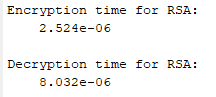 Encryption time for RSA:
2.524e-06
Decryption time for RSA:
8.032e-06